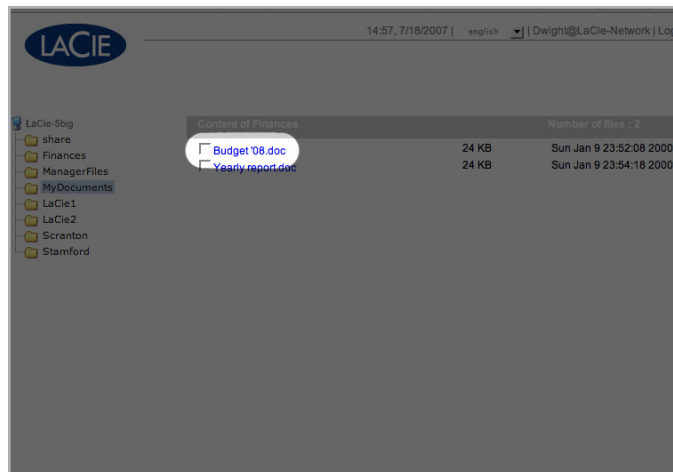 14:57, 7/18/2007 | english | Dwight@LaCie-Network | Log
LACIE
LaCie-5big
Content of Finances Number of files : 2
share
Budget '08.doc 24 KB Sun Jan 9 23:52:08 2000
Finances
Yearly report.doc 24 KB Sun Jan 9 23:54:18 2000
ManagerFiles
MyDocuments
LaCie1
LaCie2
Scranton
Stamford